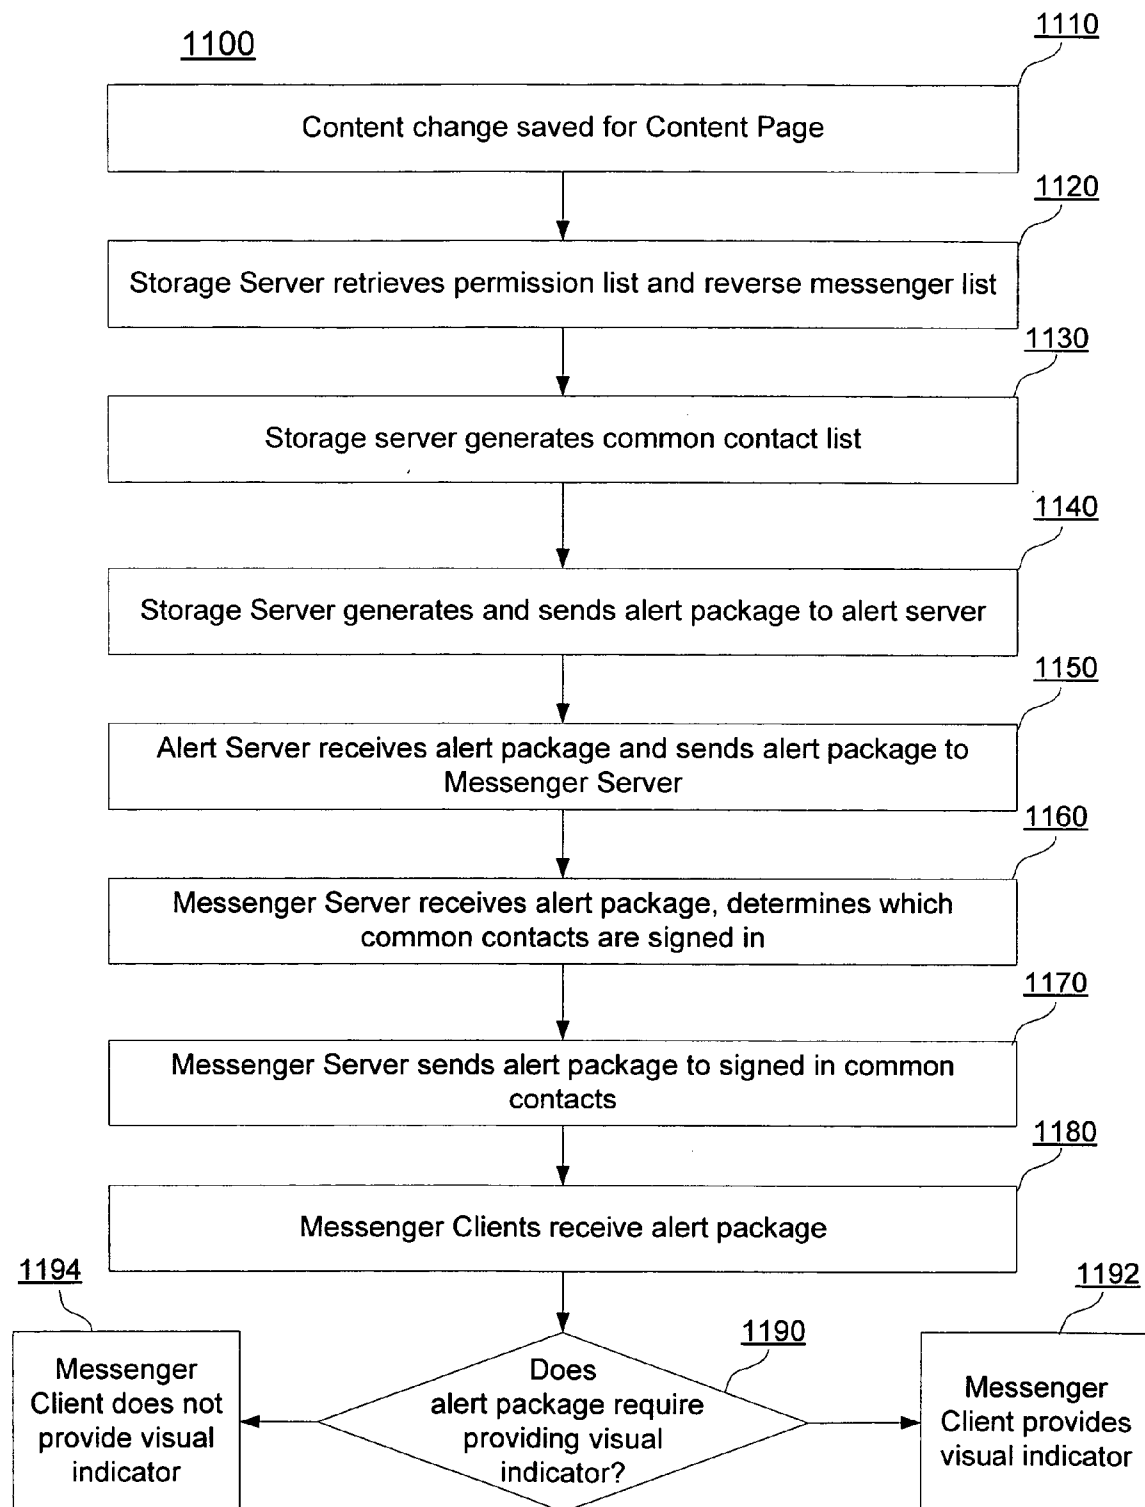 1100
1110
Content change saved for Content Page
1120
Storage Server retrieves permission list and reverse messenger list
1130
Storage server generates common contact list
1140
Storage Server generates and sends alert package to alert server
1150
Alert Server receives alert package and sends alert package to
Messenger Server
1160
Messenger Server receives alert package, determines which
common contacts are signed in
1170
Messenger Server sends alert package to signed in common
contacts
1180
Messenger Clients receive alert package
1194
Messenger
Client does not
provide visual
indicator
1190
Does
alert package require
providing visual
indicator?
1192
Messenger
Client provides
visual indicator